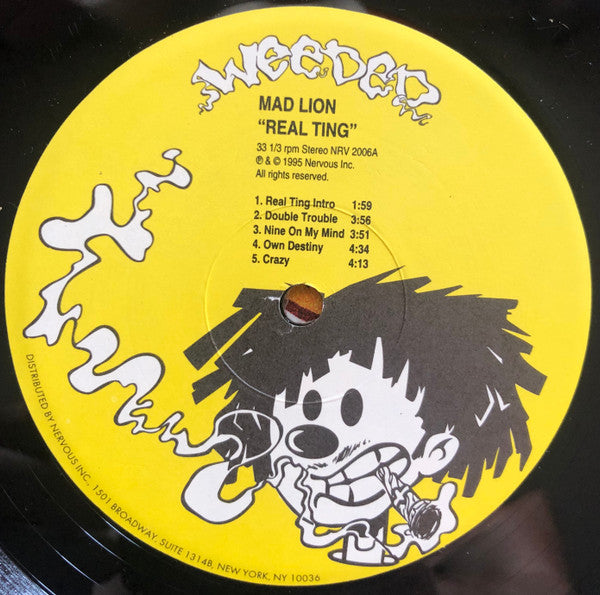 WEEDED
MAD LION
"REAL TING"
33 1/3 rpm Stereo NRV 2006A
℗ & © 1995 Nervous Inc.
All rights reserved.
1. Real Ting Intro 1:59
2. Double Trouble 3:56
3. Nine On My Mind 3:51
4. Own Destiny 4:34
5. Crazy 4:13
DISTRIBUTED BY NERVOUS INC., 1501 BROADWAY, SUITE 1314B, NEW YORK, NY 10036